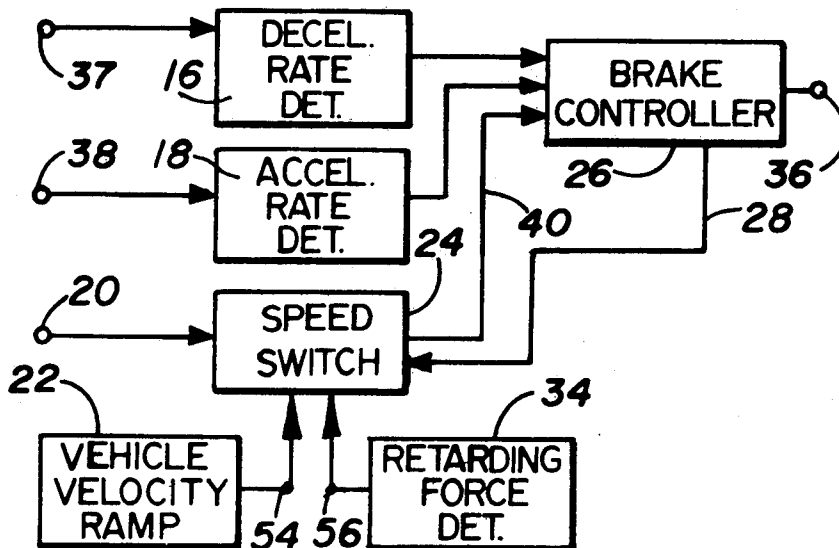 DECEL.
RATE
DET.
37
16
BRAKE
CONTROLLER
38
18
ACCEL.
RATE
DET.
26
36
40
28
24
20
SPEED
SWITCH
22
34
VEHICLE
VELOCITY
RAMP
54
56
RETARDING
FORCE
DET.